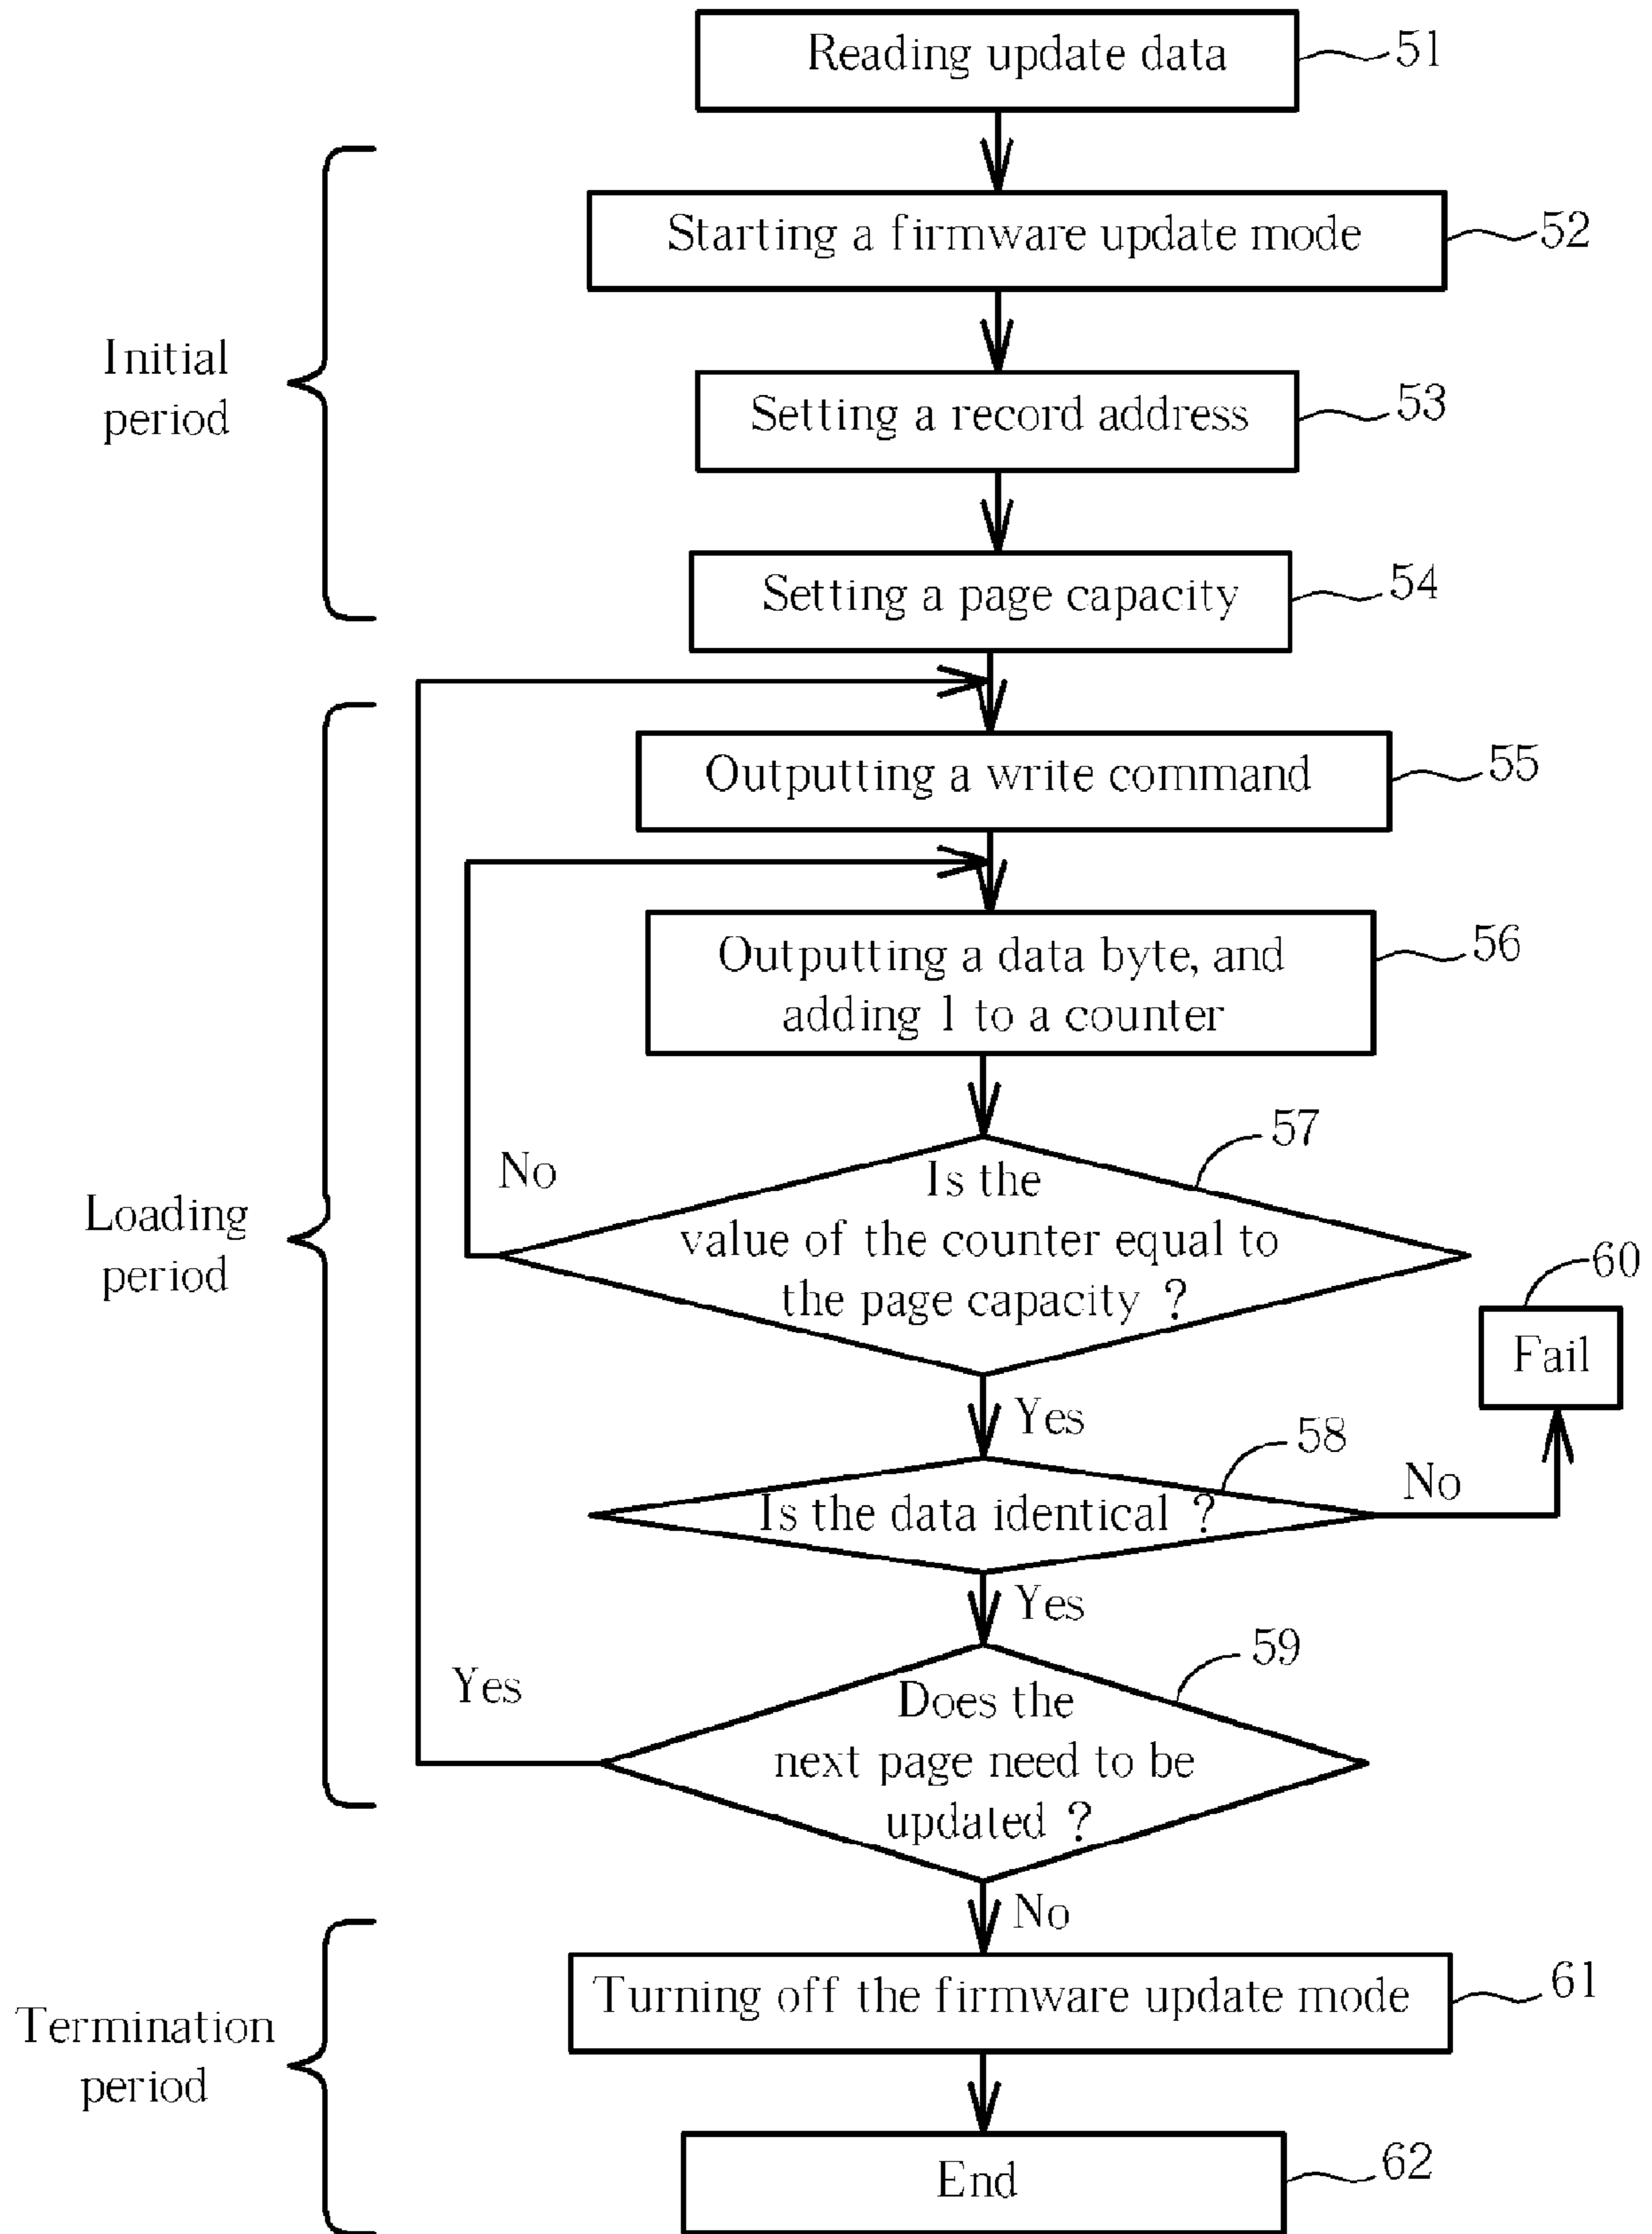 Reading update data
51
Starting a firmware update mode
52
Initial
period
Setting a record address
53
Setting a page capacity
54
Outputting a write command
55
Outputting a data byte, and
adding 1 to a counter
56
57
No
Is the
value of the counter equal to
the page capacity ?
Loading
period
60
Fail
Yes
58
Is the data identical ?
No
Yes
59
Yes
Does the
next page need to be
updated ?
No
Turning off the firmware update mode
61
Termination
period
End
62